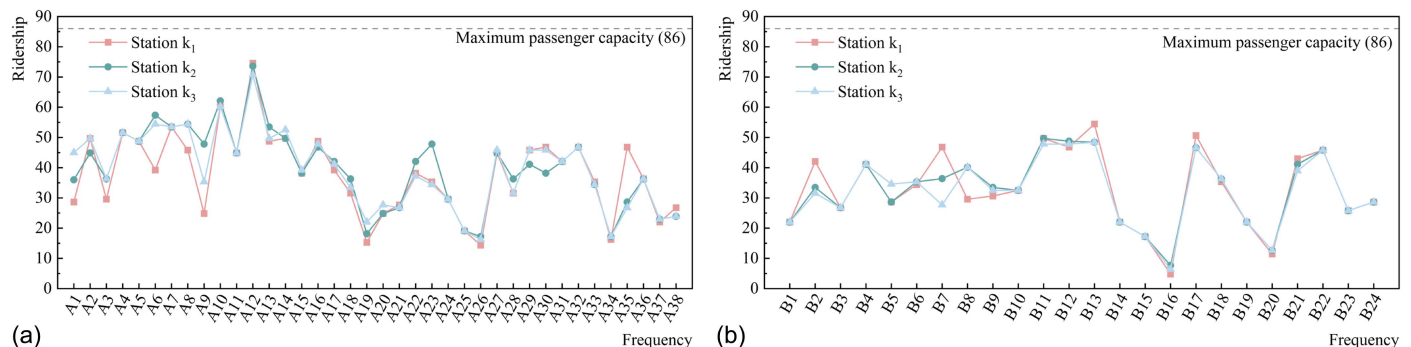 90
80
70
60
50
40
30
20
10
0
Ridership
Station k₁
Station k₂
Station k₃
Maximum passenger capacity (86)
A1 A2 A3 A4 A5 A6 A7 A8 A9 A10 A11 A12 A13 A14 A15 A16 A17 A18 A19 A20 A21 A22 A23 A24 A25 A26 A27 A28 A29 A30 A31 A32 A33 A34 A35 A36 A37 A38
Frequency
(a)
90
80
70
60
50
40
30
20
10
0
Ridership
Station k₁
Station k₂
Station k₃
Maximum passenger capacity (86)
B1 B2 B3 B4 B5 B6 B7 B8 B9 B10 B11 B12 B13 B14 B15 B16 B17 B18 B19 B20 B21 B22 B23 B24
Frequency
(b)